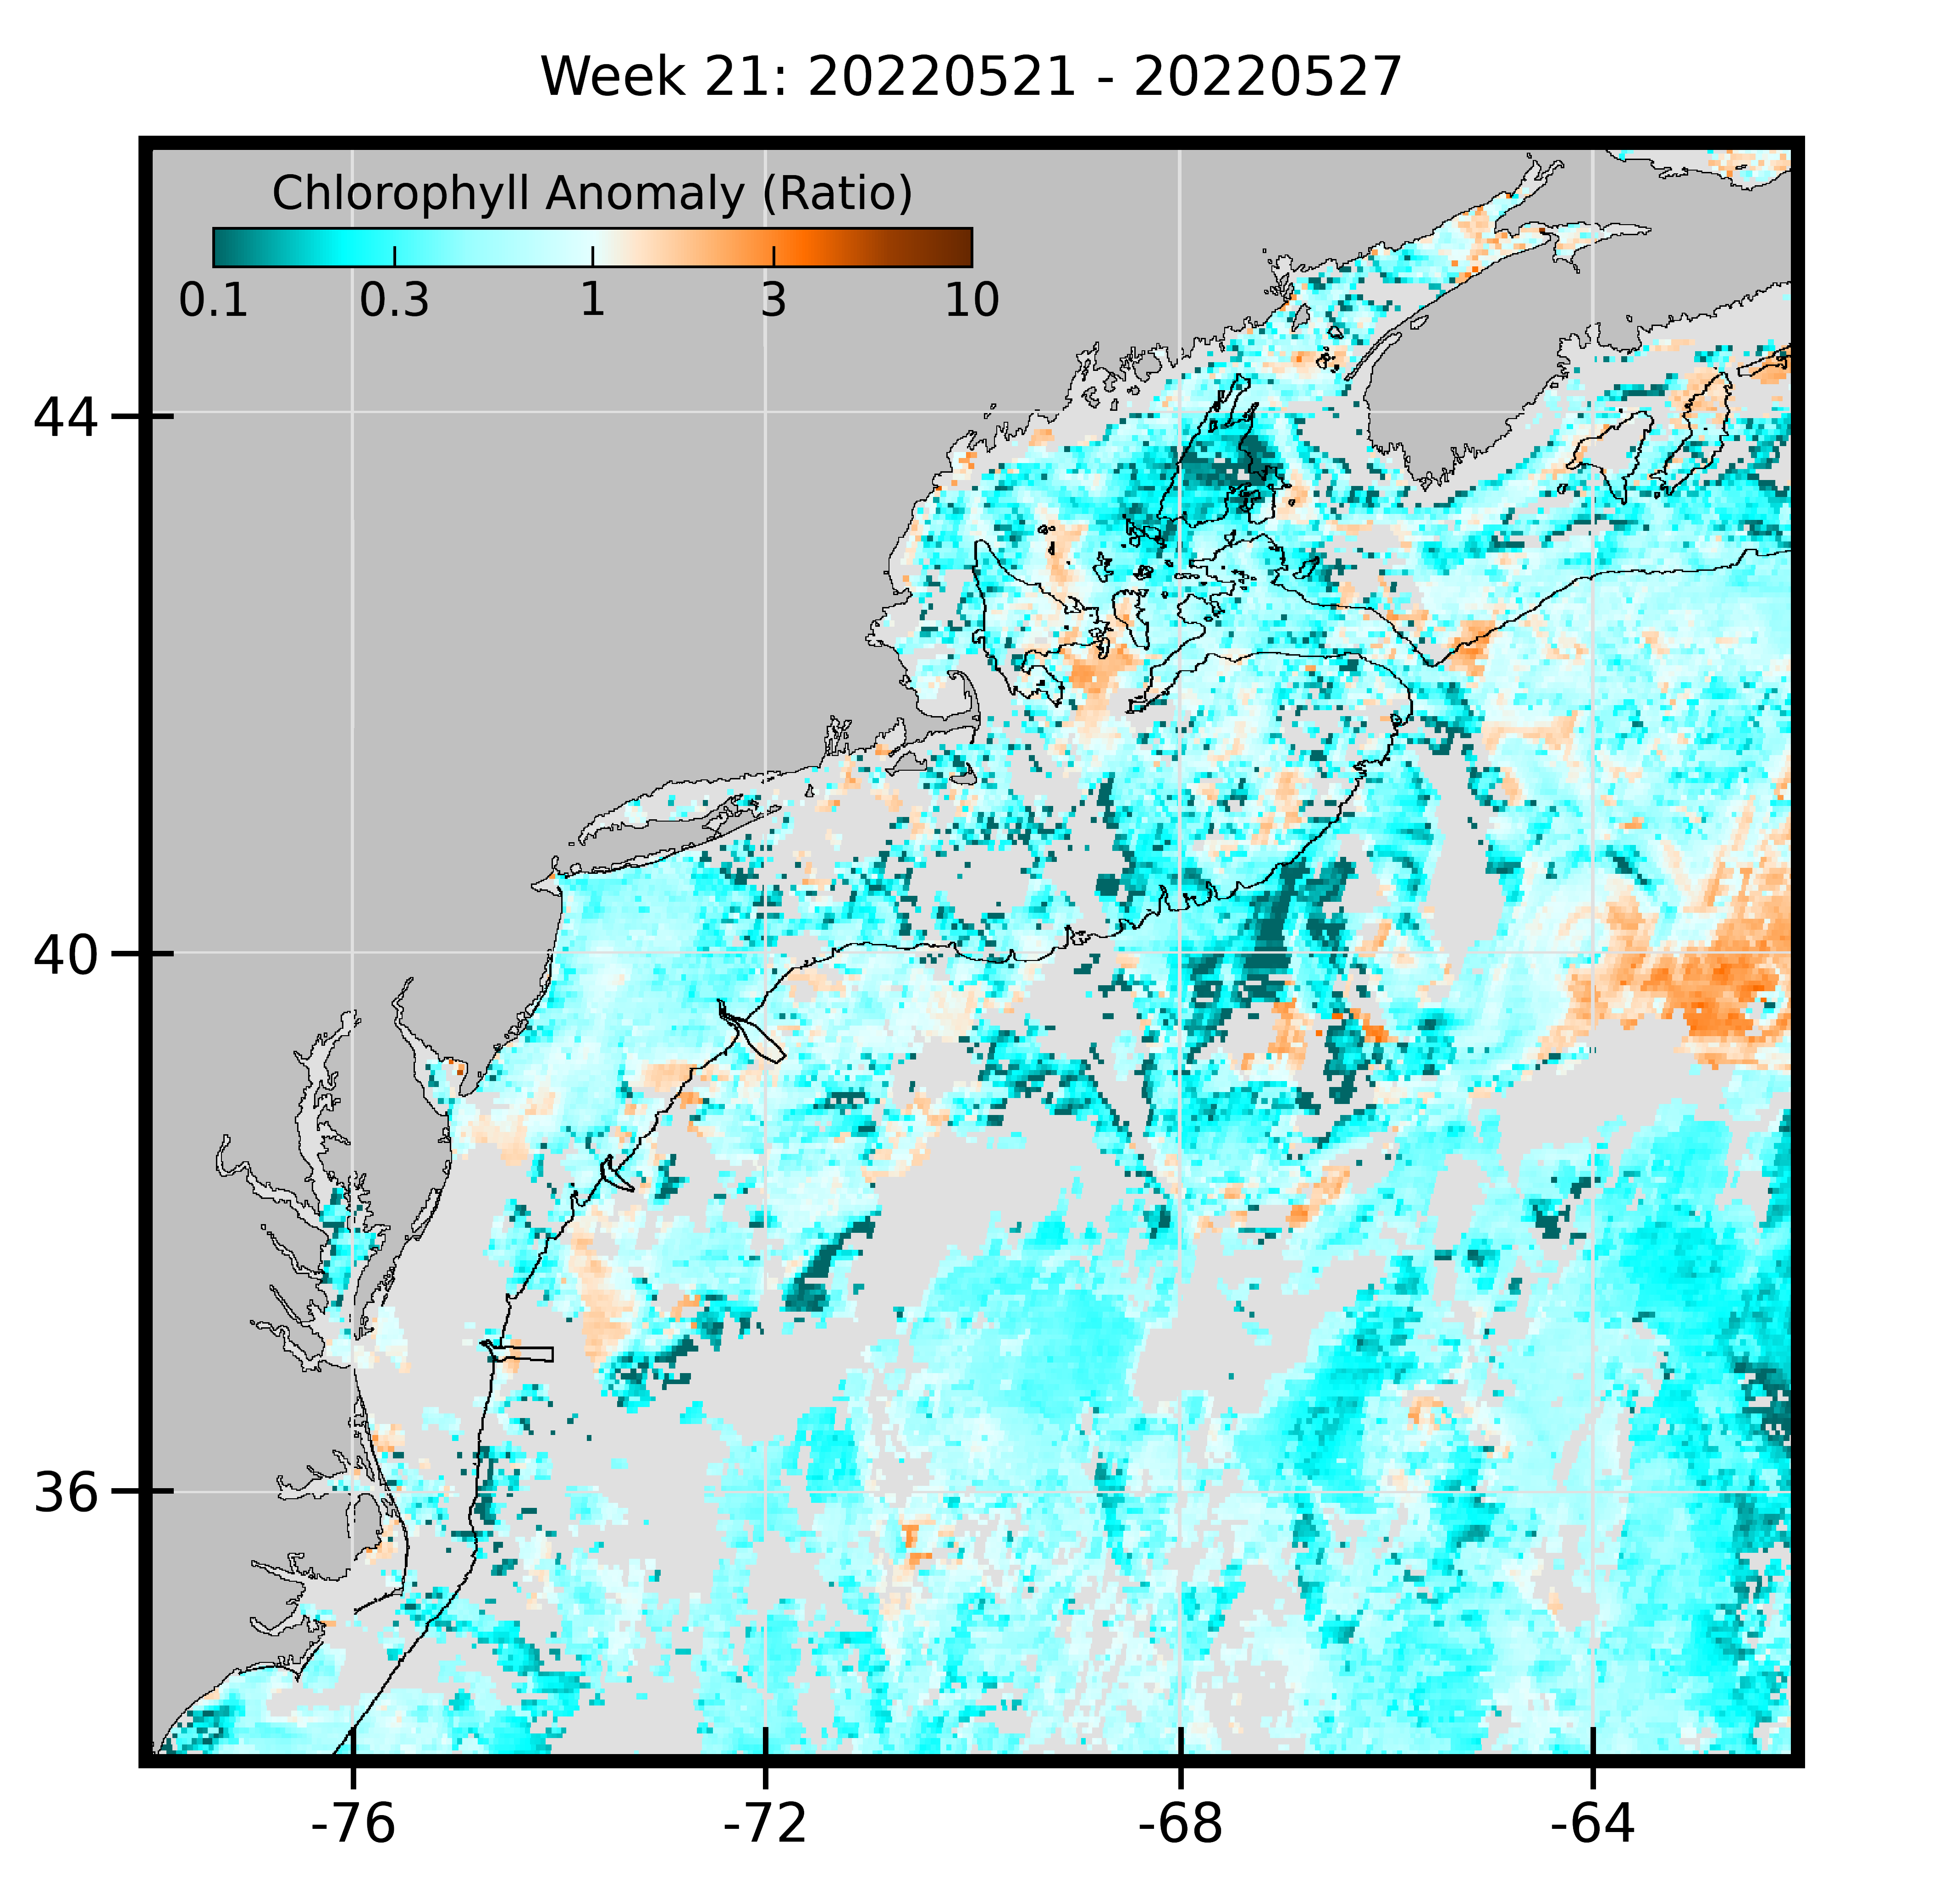 Week 21: 20220521 - 20220527
Chlorophyll Anomaly (Ratio)
0.1 0.3 1 3 10
44
40
36
-76 -72 -68 -64